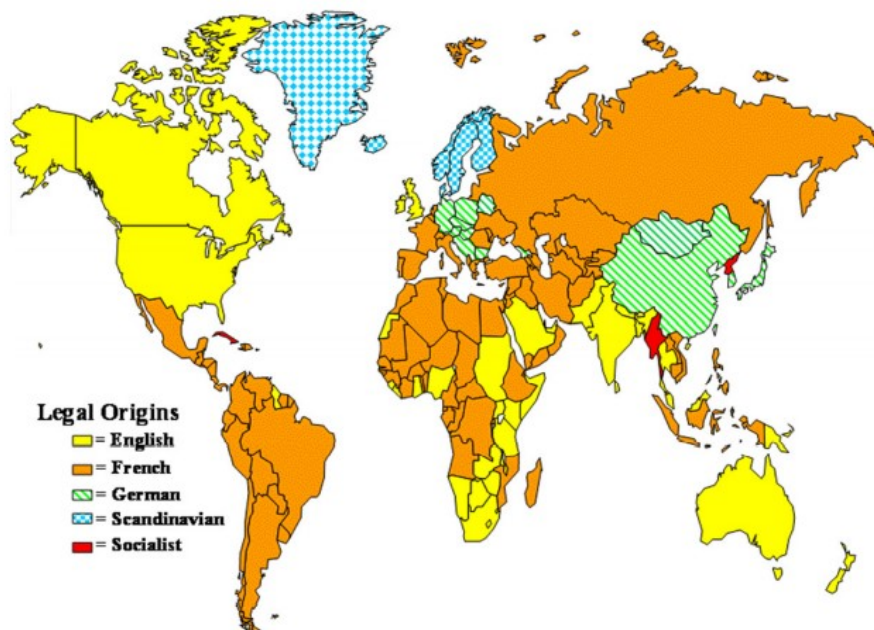 Legal Origins
= English
= French
= German
= Scandinavian
= Socialist